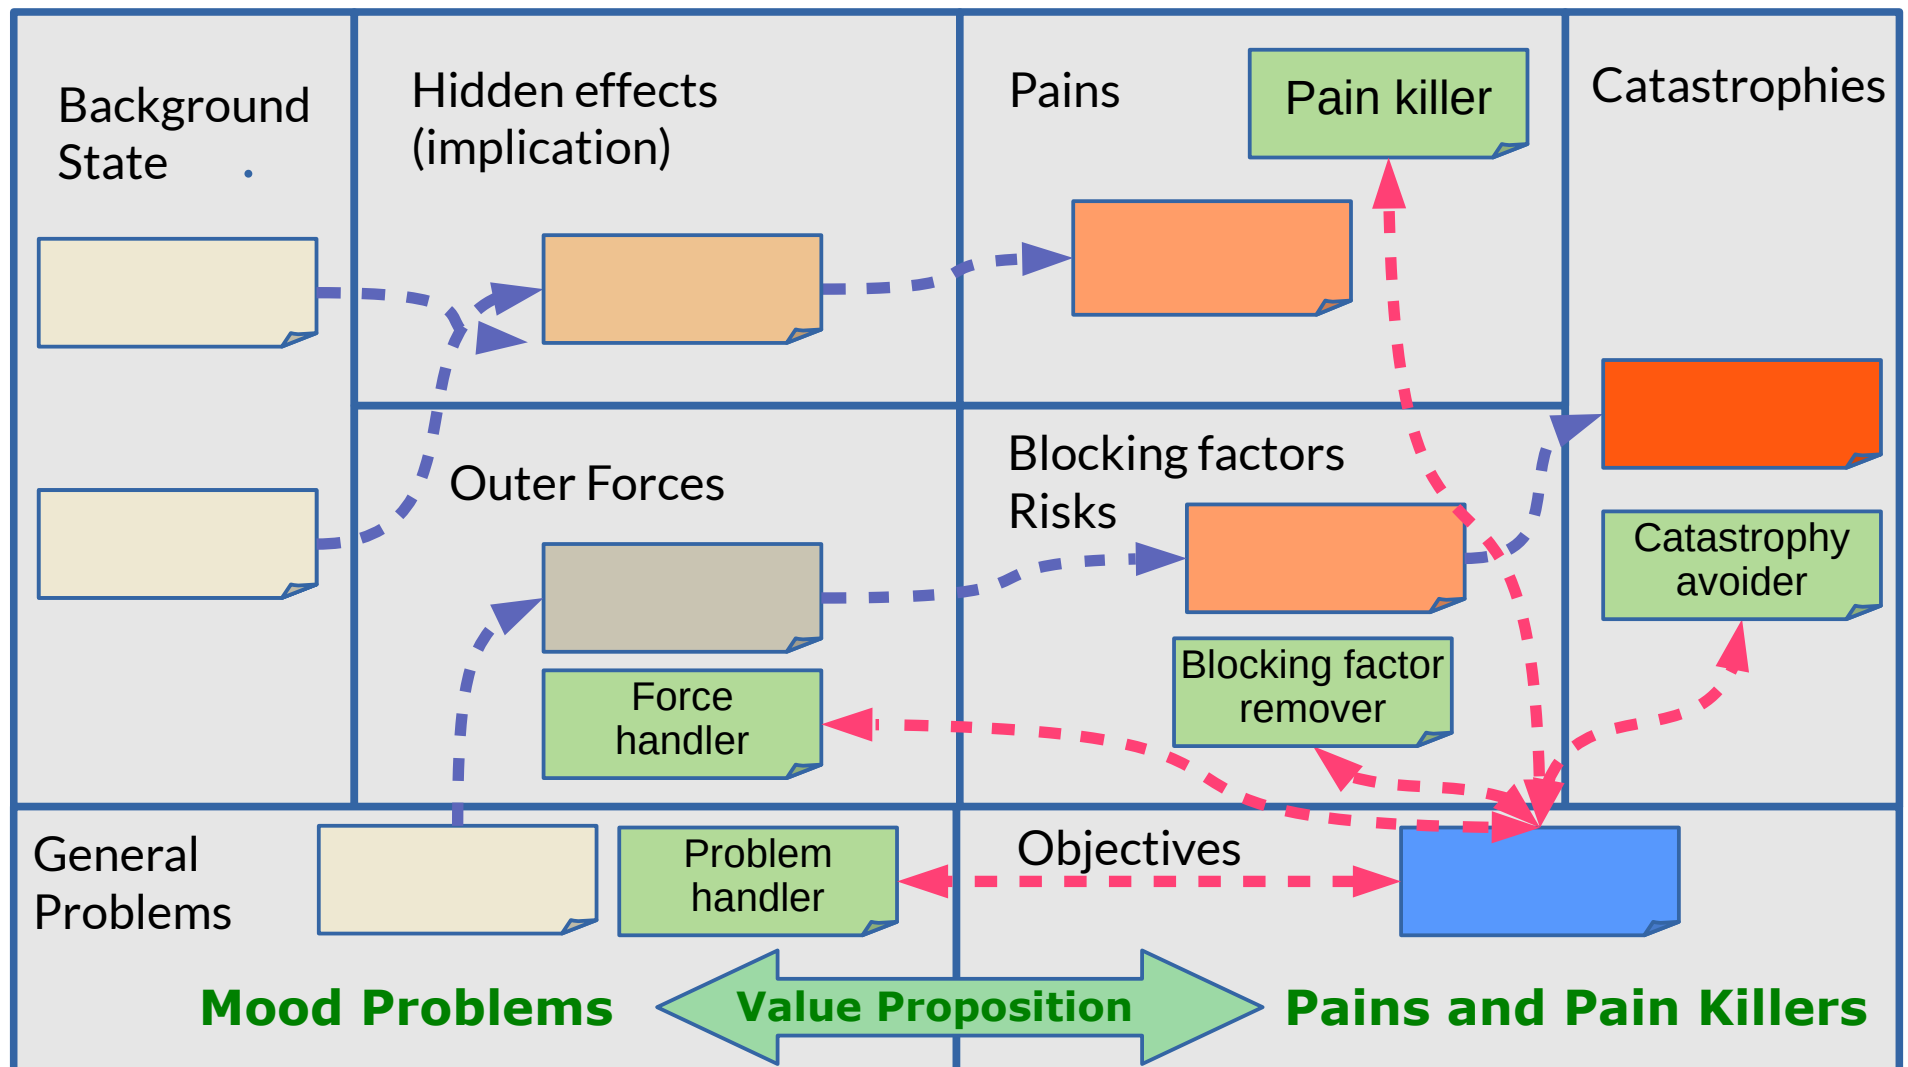 Background
State
Hidden effects
(implication)
Pains
Pain killer
Catastrophies
Outer Forces
Blocking factors
Risks
Catastrophy
avoider
Force
handler
Blocking factor
remover
General
Problems
Problem
handler
Objectives
Mood Problems
Value Proposition
Pains and Pain Killers